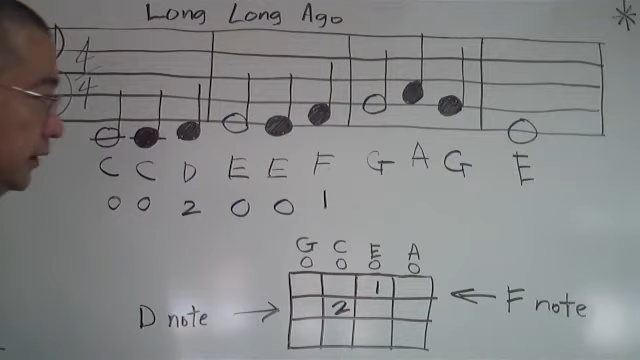 Long Long Ago
4
4
C C D E E F G A G E
0 0 2 0 0 1
G C E A
0 0 0 0
1
2
D note
F note